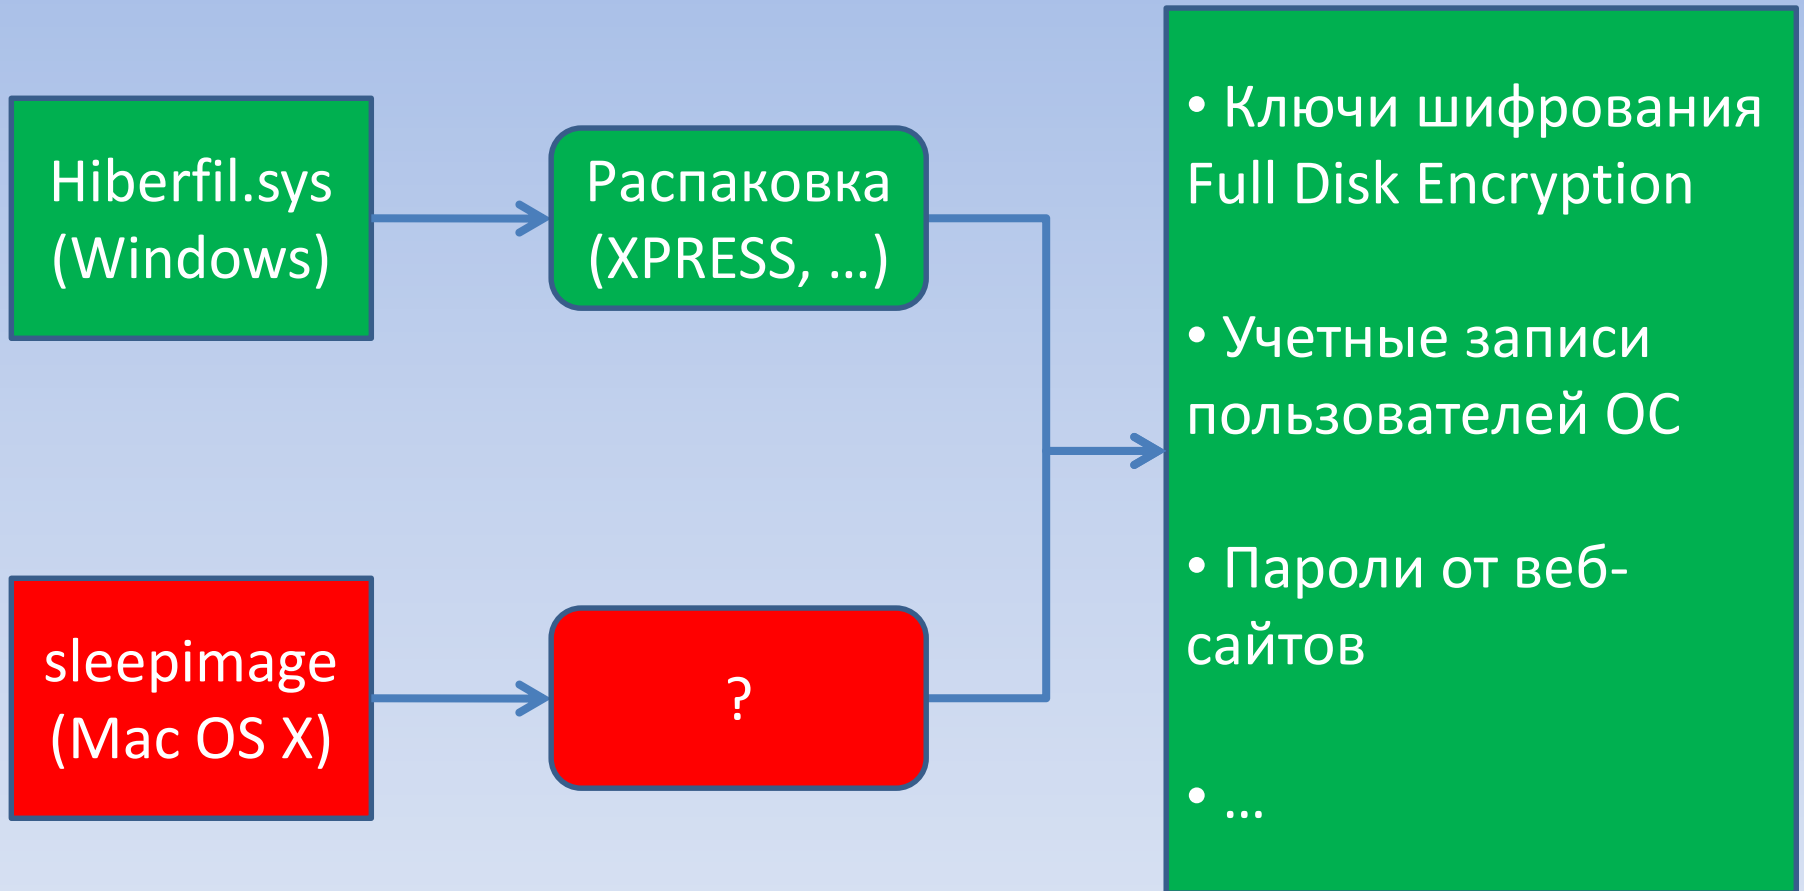 Hiberfil.sys
(Windows)
Распаковка
(XPRESS, ...)
sleepimage
(Mac OS X)
?
• Ключи шифрования
Full Disk Encryption
• Учетные записи
пользователей ОС
• Пароли от веб-
сайтов
• ...